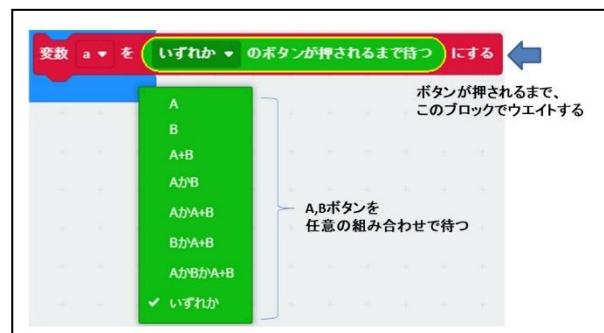 変数 a ▼ を いずれか ▼ のボタンが押されるまで待つ にする
ボタンが押されるまで、
このブロックでウエイトする
A
B
A+B
AかB
AかA+B
BかA+B
AかBかA+B
✓ いずれか
A,Bボタンを
任意の組み合わせで待つ